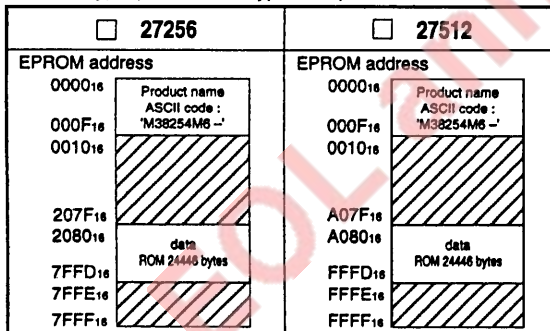 27256
EPROM address
0000₁₆
Product name
ASCII code :
'M38254M6 –'
000F₁₆
0010₁₆
207F₁₆
2080₁₆
data
ROM 24446 bytes
7FFD₁₆
7FFE₁₆
7FFF₁₆
27512
EPROM address
0000₁₆
Product name
ASCII code :
'M38254M6 –'
000F₁₆
0010₁₆
A07F₁₆
A080₁₆
data
ROM 24446 bytes
FFFD₁₆
FFFE₁₆
FFFF₁₆